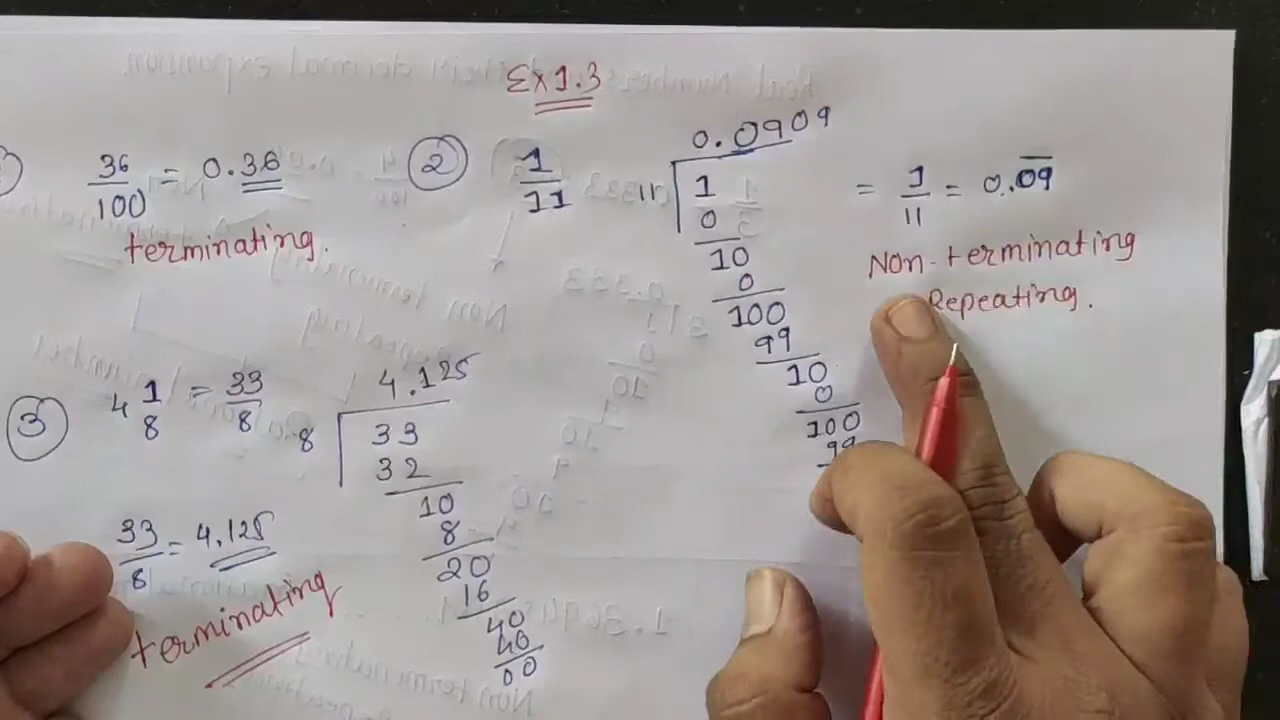 Ex 1.3
36/100 = 0.36
terminating.
② 1/11
0.0909
11 1
0
10
0
100
99
10
0
100
99
= 1/11 = 0.0̅9̅
Non-terminating
Repeating.
③ 4 1/8 = 33/8
4.125
8 33
32
10
8
20
16
40
40
00
33/8 = 4.125
terminating